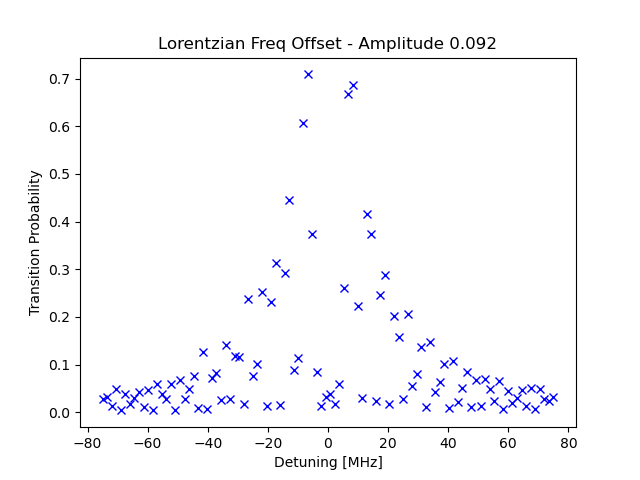 Lorentzian Freq Offset - Amplitude 0.092
Transition Probability
0.7
0.6
0.5
0.4
0.3
0.2
0.1
0.0
−80 −60 −40 −20 0 20 40 60 80
Detuning [MHz]